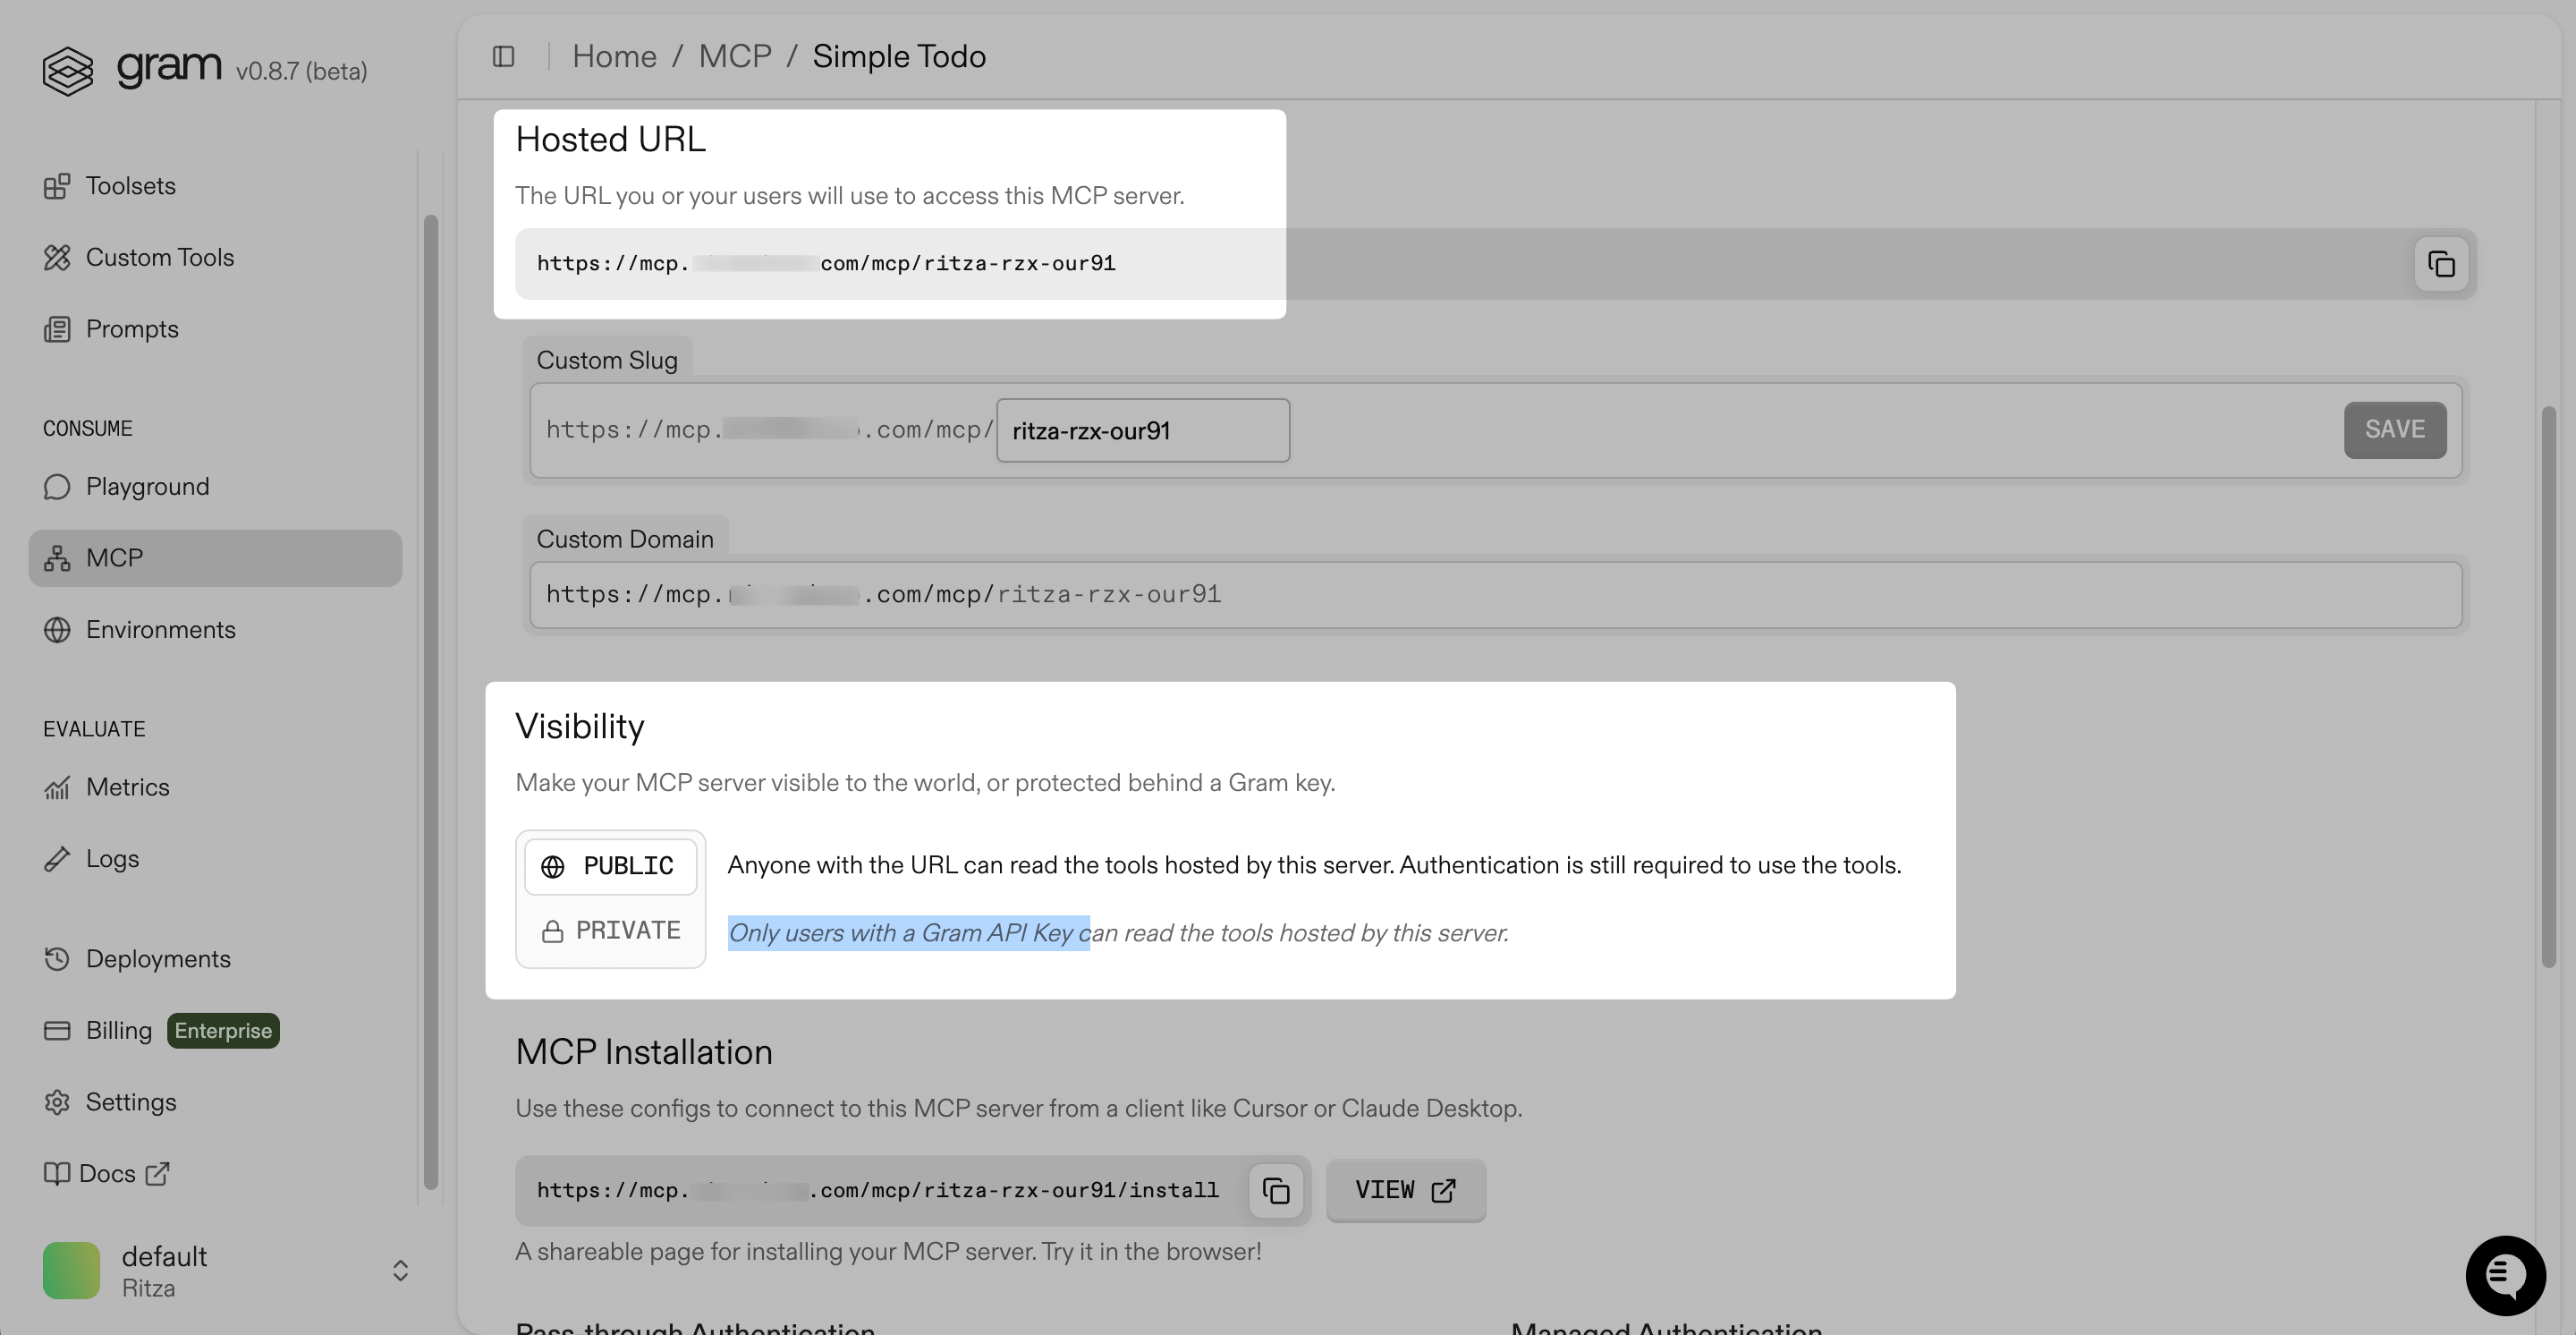 gram v0.8.7 (beta)
Toolsets
Custom Tools
Prompts
CONSUME
Playground
MCP
Environments
EVALUATE
Metrics
Logs
Deployments
Billing Enterprise
Settings
Docs
default
Ritza
Home / MCP / Simple Todo
Hosted URL
The URL you or your users will use to access this MCP server.
https://mcp. com/mcp/ritza-rzx-our91
Custom Slug
https://mcp. .com/mcp/ ritza-rzx-our91 SAVE
Custom Domain
https://mcp. .com/mcp/ritza-rzx-our91
Visibility
Make your MCP server visible to the world, or protected behind a Gram key.
PUBLIC Anyone with the URL can read the tools hosted by this server. Authentication is still required to use the tools.
PRIVATE Only users with a Gram API Key can read the tools hosted by this server.
MCP Installation
Use these configs to connect to this MCP server from a client like Cursor or Claude Desktop.
https://mcp. .com/mcp/ritza-rzx-our91/install VIEW
A shareable page for installing your MCP server. Try it in the browser!
Pass-through Authentication Managed Authentication